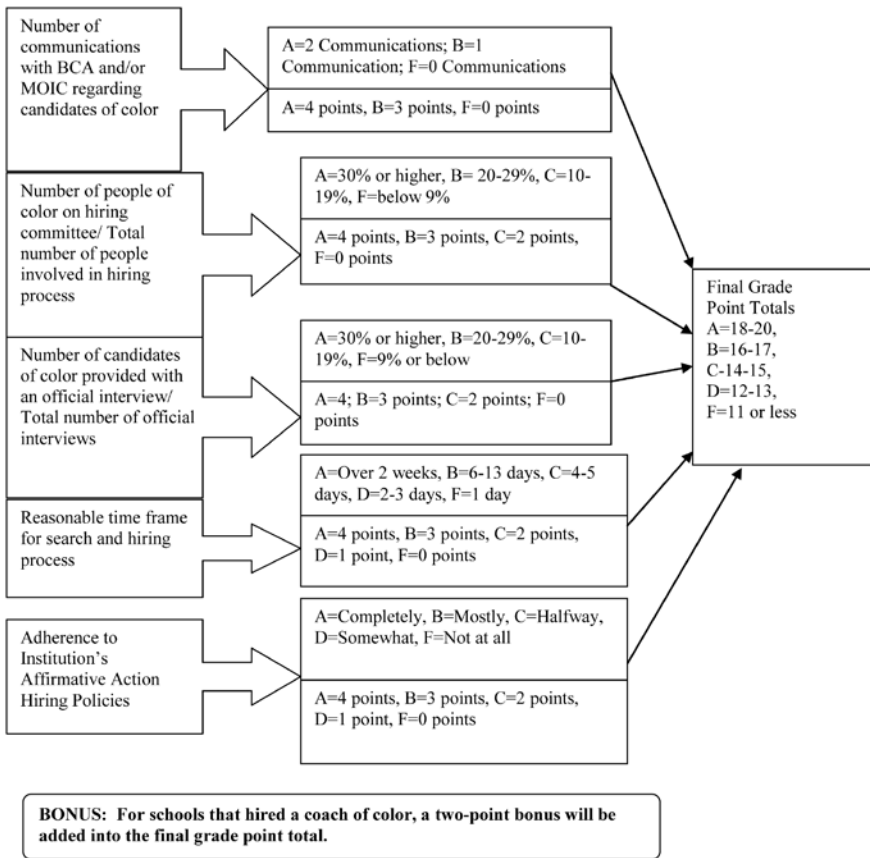 Number of
communications
with BCA and/or
MOIC regarding
candidates of color
A=2 Communications; B=1
Communication; F=0 Communications
A=4 points, B=3 points, F=0 points
Number of people of
color on hiring
committee/ Total
number of people
involved in hiring
process
A=30% or higher, B= 20-29%, C=10-
19%, F=below 9%
A=4 points, B=3 points, C=2 points,
F=0 points
Number of candidates
of color provided with
an official interview/
Total number of official
interviews
A=30% or higher, B=20-29%, C=10-
19%, F=9% or below
A=4; B=3 points; C=2 points; F=0
points
Reasonable time frame
for search and hiring
process
A=Over 2 weeks, B=6-13 days, C=4-5
days, D=2-3 days, F=1 day
A=4 points, B=3 points, C=2 points,
D=1 point, F=0 points
Adherence to
Institution’s
Affirmative Action
Hiring Policies
A=Completely, B=Mostly, C=Halfway,
D=Somewhat, F=Not at all
A=4 points, B=3 points, C=2 points,
D=1 point, F=0 points
Final Grade
Point Totals
A=18-20,
B=16-17,
C-14-15,
D=12-13,
F=11 or less
BONUS: For schools that hired a coach of color, a two-point bonus will be
added into the final grade point total.